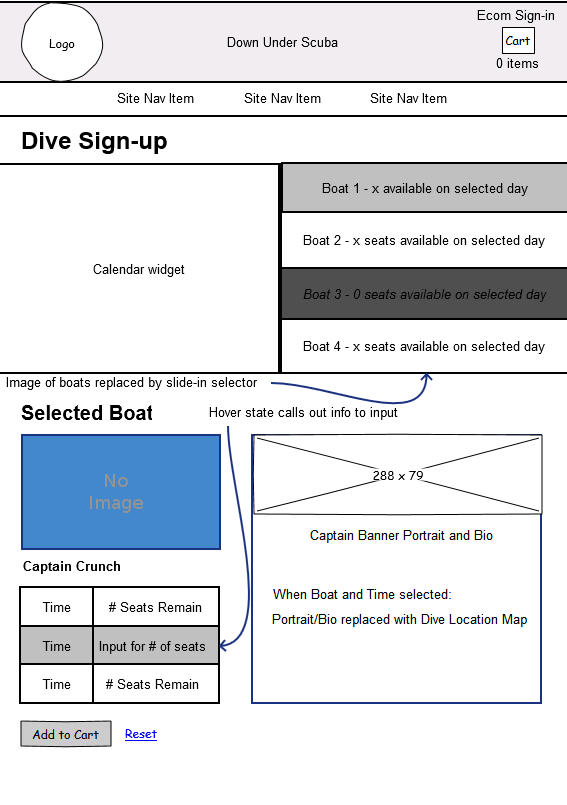 Ecom Sign-in
Logo
Down Under Scuba
Cart
0 items
Site Nav Item
Site Nav Item
Site Nav Item
Dive Sign-up
Calendar widget
Boat 1 - x available on selected day
Boat 2 - x seats available on selected day
Boat 3 - 0 seats available on selected day
Boat 4 - x seats available on selected day
Image of boats replaced by slide-in selector
Selected Boat
Hover state calls out info to input
No
Image
Captain Crunch
Time
# Seats Remain
Time
Input for # of seats
Time
# Seats Remain
Add to Cart
Reset
288 x 79
Captain Banner Portrait and Bio
When Boat and Time selected:
Portrait/Bio replaced with Dive Location Map